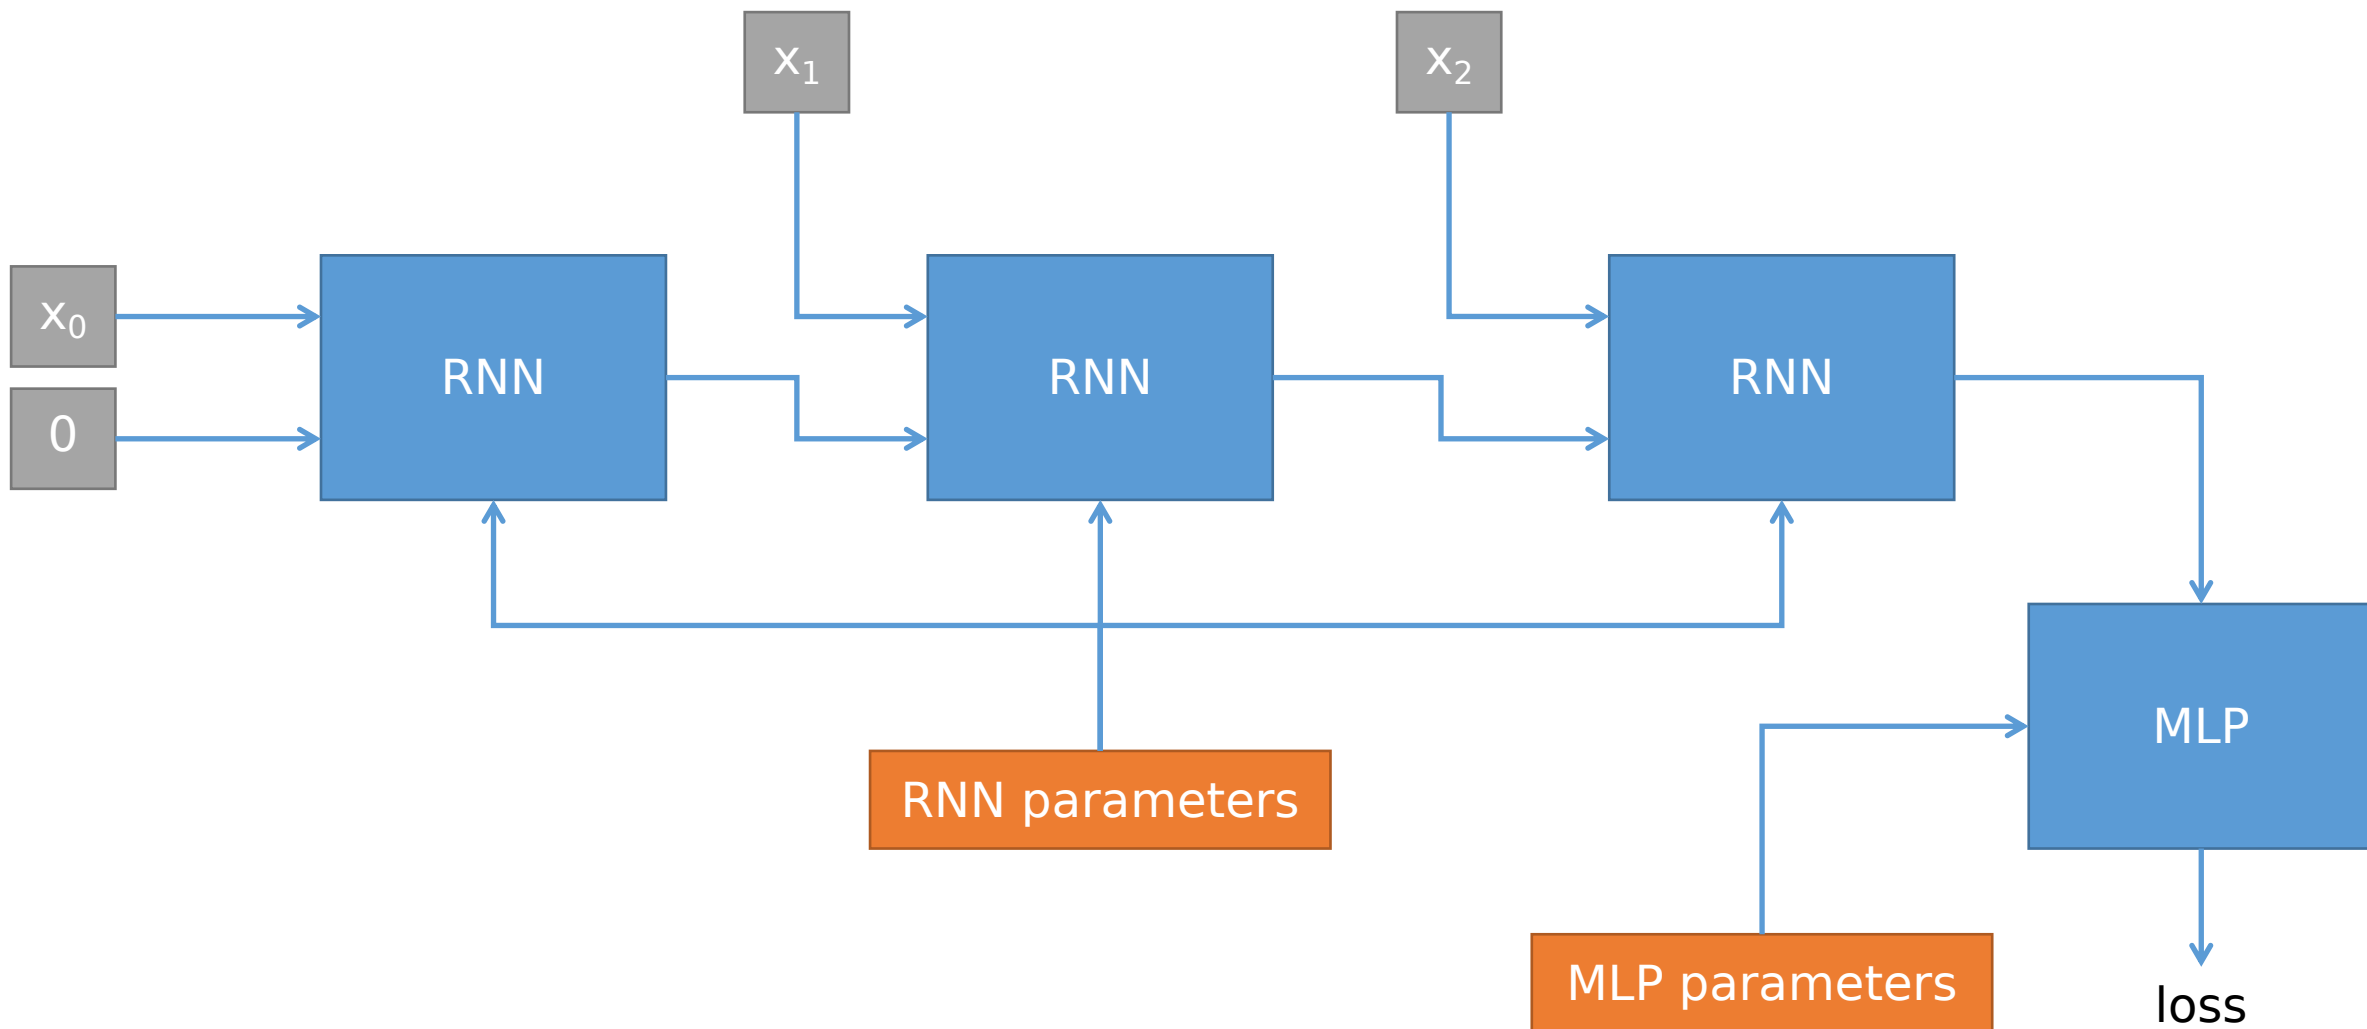 x₁
x₂
x₀
0
RNN
RNN
RNN
MLP
RNN parameters
MLP parameters
loss